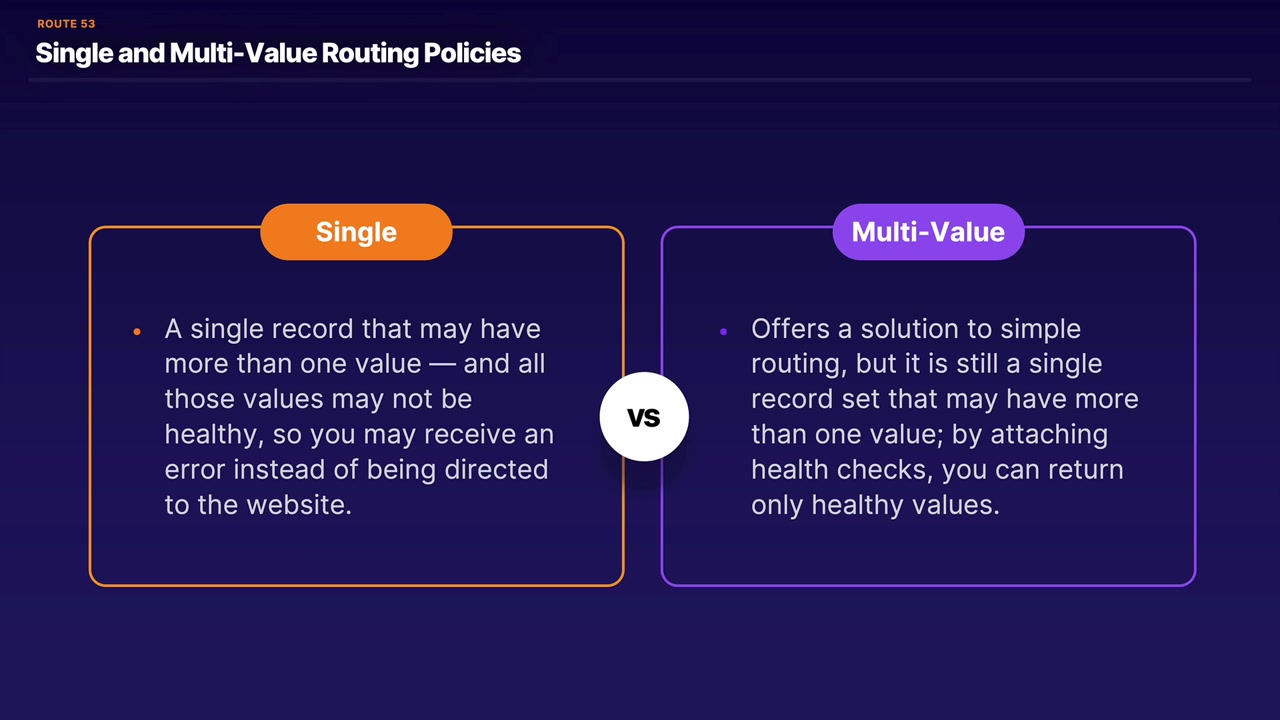 ROUTE 53
Single and Multi-Value Routing Policies
Single
• A single record that may have
more than one value — and all
those values may not be
healthy, so you may receive an
error instead of being directed
to the website.
vs
Multi-Value
• Offers a solution to simple
routing, but it is still a single
record set that may have more
than one value; by attaching
health checks, you can return
only healthy values.